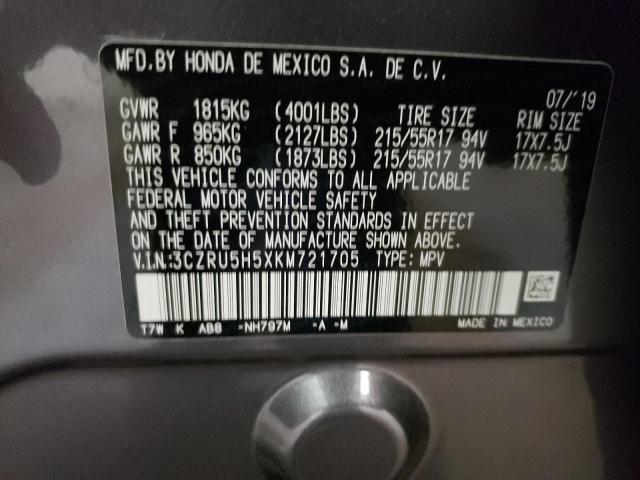 MFD.BY HONDA DE MEXICO S.A. DE C.V.
07/'19
GVWR 1815KG (4001LBS) TIRE SIZE RIM SIZE
GAWR F 965KG (2127LBS) 215/55R17 94V 17X7.5J
GAWR R 850KG (1873LBS) 215/55R17 94V 17X7.5J
THIS VEHICLE CONFORMS TO ALL APPLICABLE
FEDERAL MOTOR VEHICLE SAFETY
AND THEFT PREVENTION STANDARDS IN EFFECT
ON THE DATE OF MANUFACTURE SHOWN ABOVE.
V.I.N:3CZRU5H5XKM721705 TYPE: MPV
T7W K AB0 -NH797M -A -M MADE IN MEXICO